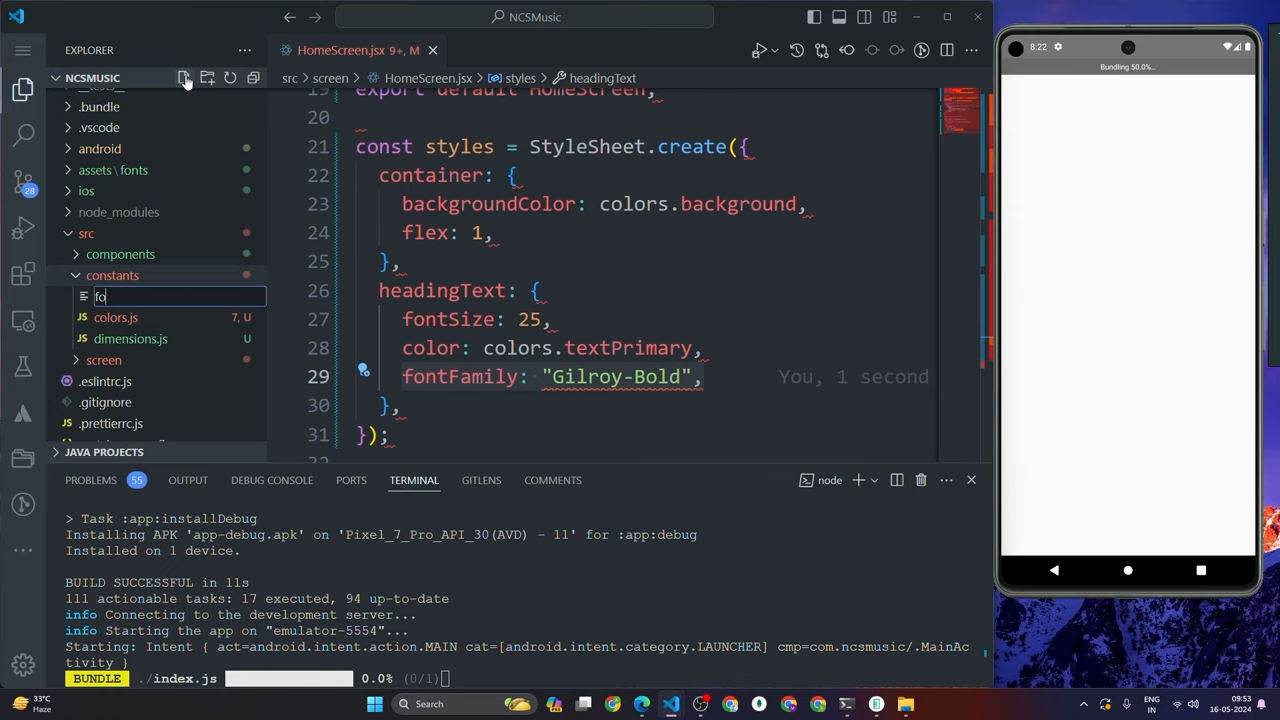 NCSMusic
EXPLORER
HomeScreen.jsx 9+, M
NCSMUSIC
src > screen > HomeScreen.jsx > styles > headingText
.bundle
.vscode
android
assets\fonts
ios
node_modules
src
components
constants
fo
colors.js 7, U
dimensions.js U
screen
.eslintrc.js
.gitignore
.prettierrc.js
JAVA PROJECTS
19 export default HomeScreen;
20
21 const styles = StyleSheet.create({
22 container: {
23 backgroundColor: colors.background,
24 flex: 1,
25 },
26 headingText: {
27 fontSize: 25,
28 color: colors.textPrimary,
29 fontFamily: "Gilroy-Bold", You, 1 second
30 },
31 });
PROBLEMS 55 OUTPUT DEBUG CONSOLE PORTS TERMINAL GITLENS COMMENTS node
> Task :app:installDebug
Installing APK 'app-debug.apk' on 'Pixel_7_Pro_API_30(AVD) - 11' for :app:debug
Installed on 1 device.
BUILD SUCCESSFUL in 11s
111 actionable tasks: 17 executed, 94 up-to-date
info Connecting to the development server...
info Starting the app on "emulator-5554"...
Starting: Intent { act=android.intent.action.MAIN cat=[android.intent.category.LAUNCHER] cmp=com.ncsmusic/.MainAc
tivity }
BUNDLE ./index.js 0.0% (0/1)
28
8:22
Bundling 50.0%...
33°C
Haze
Search
ENG
IN
09:53
16-05-2024